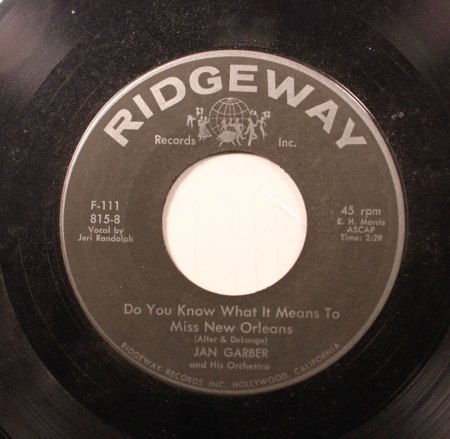 RIDGEWAY
Records Inc.
F-111
815-8
Vocal by
Jeri Randolph
45 rpm
E. H. Morris
ASCAP
Time: 2:29
Do You Know What It Means To
Miss New Orleans
(Alter & DeLange)
JAN GARBER
and His Orchestra
RIDGEWAY RECORDS INC. HOLLYWOOD, CALIFORNIA